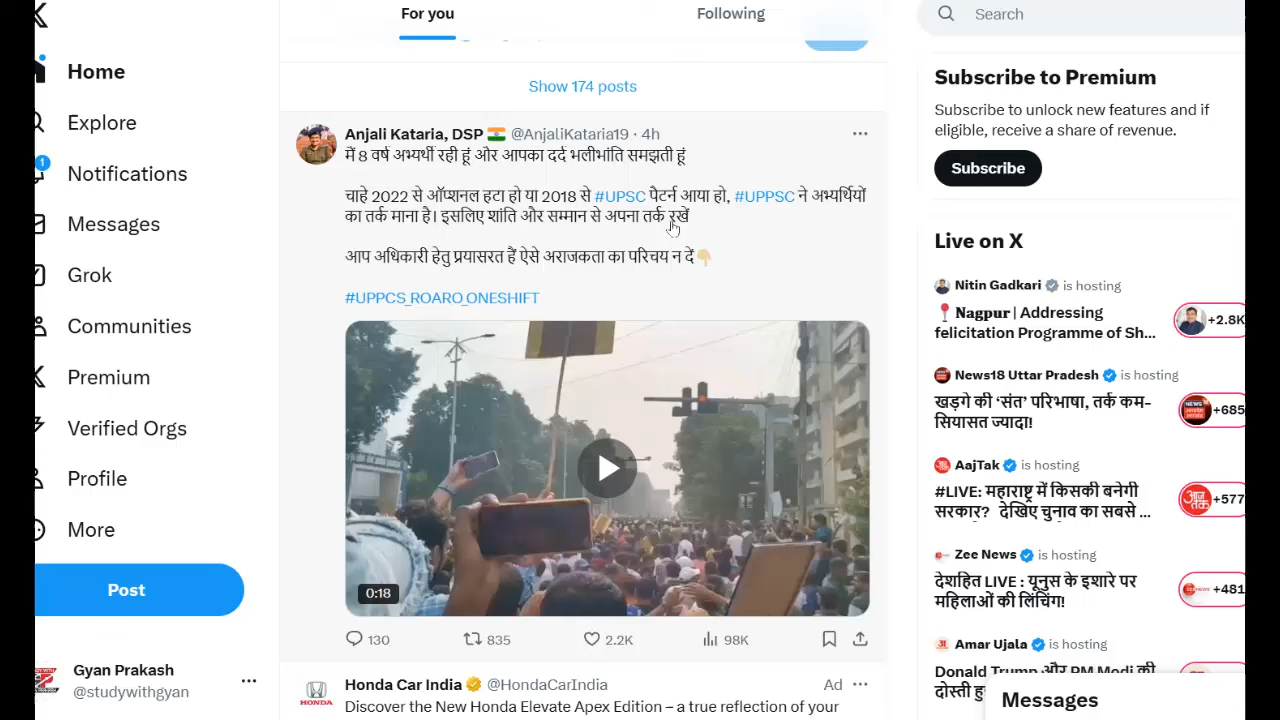 For you
Following
Search
Show 174 posts
Home
Explore
1
Notifications
Messages
Grok
Communities
Premium
Verified Orgs
Profile
More
Post
Gyan Prakash
@studywithgyan
Anjali Kataria, DSP 🇮🇳 @AnjaliKataria19 · 4h
में 8 वर्ष अभ्यर्थी रही हूं और आपका दर्द भलीभांति समझती हूं
चाहे 2022 से ऑप्शनल हटा हो या 2018 से #UPSC पैटर्न आया हो, #UPPSC ने अभ्यर्थियों
का तर्क माना है। इसलिए शांति और सम्मान से अपना तर्क रखें
आप अधिकारी हेतु प्रयासरत हैं ऐसे अराजकता का परिचय न दें👇🏼
#UPPCS_ROARO_ONESHIFT
0:18
130 835 2.2K 98K
Honda Car India @HondaCarIndia Ad
Discover the New Honda Elevate Apex Edition – a true reflection of your
HONDA
Subscribe to Premium
Subscribe to unlock new features and if
eligible, receive a share of revenue.
Subscribe
Live on X
Nitin Gadkari is hosting
📍 Nagpur | Addressing
felicitation Programme of Sh...
+2.8K
News18 Uttar Pradesh is hosting
खड़गे की ‘संत’ परिभाषा, तर्क कम-
सियासत ज्यादा!
+685
AajTak is hosting
#LIVE: महाराष्ट्र में किसकी बनेगी
सरकार? देखिए चुनाव का सबसे ...
+577
Zee News is hosting
देशहित LIVE : यूनुस के इशारे पर
महिलाओं की लिंचिंग!
+481
Amar Ujala is hosting
Donald Trump और PM Modi की
दोस्ती
Messages